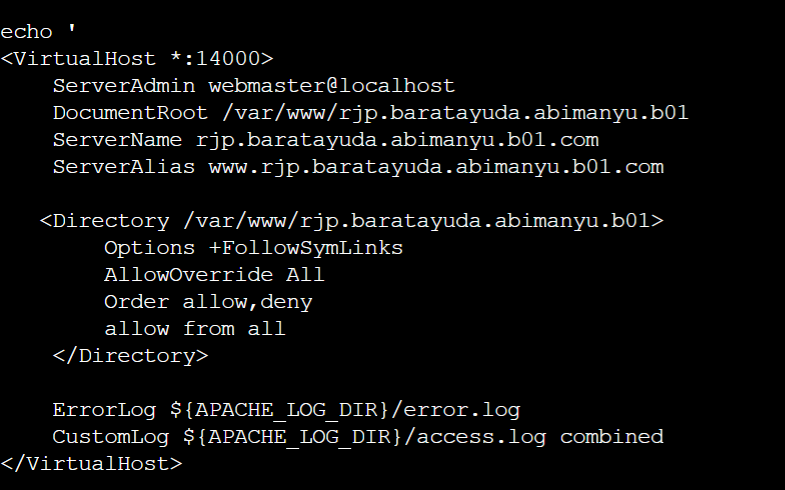 echo '
<VirtualHost *:14000>
    ServerAdmin webmaster@localhost
    DocumentRoot /var/www/rjp.baratayuda.abimanyu.b01
    ServerName rjp.baratayuda.abimanyu.b01.com
    ServerAlias www.rjp.baratayuda.abimanyu.b01.com
   <Directory /var/www/rjp.baratayuda.abimanyu.b01>
        Options +FollowSymLinks
        AllowOverride All
        Order allow,deny
        allow from all
    </Directory>
    ErrorLog ${APACHE_LOG_DIR}/error.log
    CustomLog ${APACHE_LOG_DIR}/access.log combined
</VirtualHost>